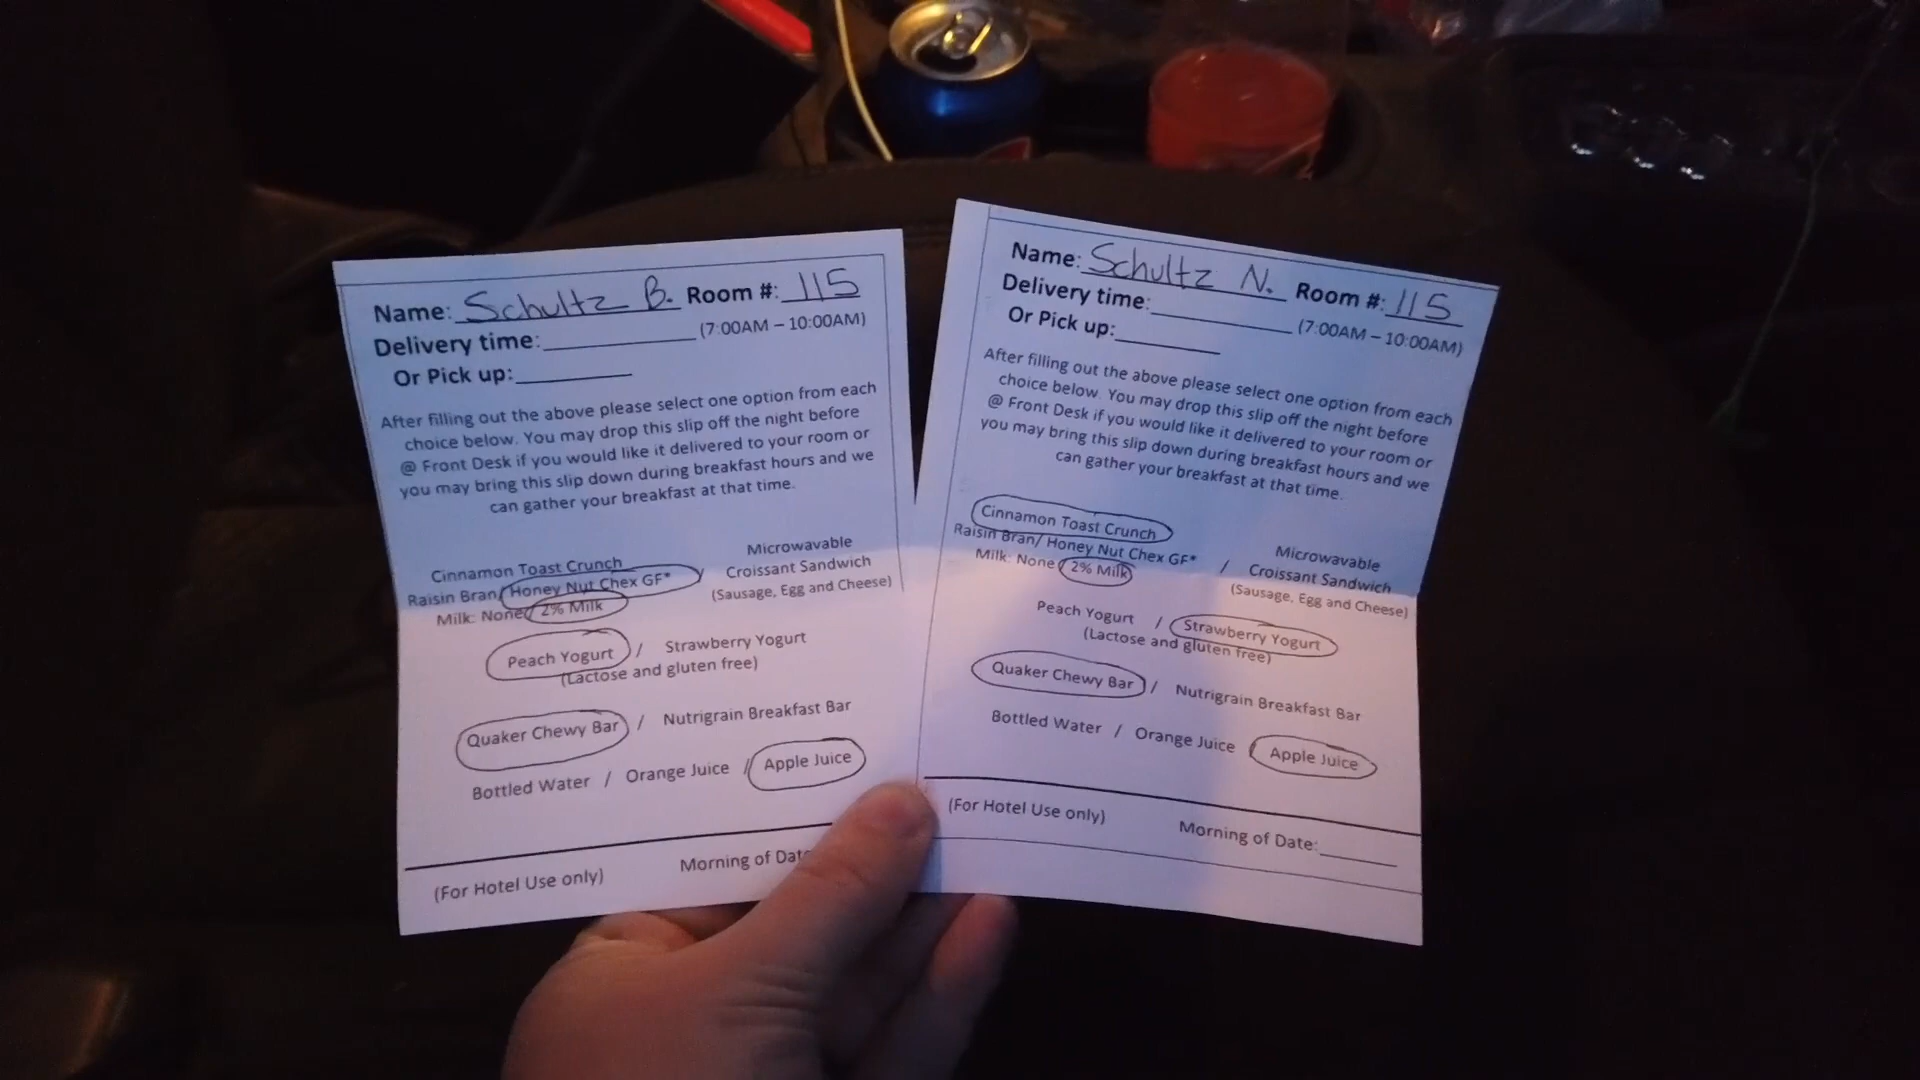 Name: Schultz B. Room #: 115
Delivery time:__________ (7:00AM – 10:00AM)
Or Pick up:________
After filling out the above please select one option from each
choice below. You may drop this slip off the night before
@ Front Desk if you would like it delivered to your room or
you may bring this slip down during breakfast hours and we
can gather your breakfast at that time.
Cinnamon Toast Crunch
Raisin Bran/ Honey Nut Chex GF* /
Milk: None/ 2% Milk
Microwavable
Croissant Sandwich
(Sausage, Egg and Cheese)
Peach Yogurt / Strawberry Yogurt
(Lactose and gluten free)
Quaker Chewy Bar / Nutrigrain Breakfast Bar
Bottled Water / Orange Juice / Apple Juice
(For Hotel Use only) Morning of Dat
Name: Schultz N. Room #: 115
Delivery time:__________ (7:00AM – 10:00AM)
Or Pick up:________
After filling out the above please select one option from each
choice below. You may drop this slip off the night before
@ Front Desk if you would like it delivered to your room or
you may bring this slip down during breakfast hours and we
can gather your breakfast at that time.
Cinnamon Toast Crunch
Raisin Bran/ Honey Nut Chex GF* /
Milk: None/ 2% Milk
Microwavable
Croissant Sandwich
(Sausage, Egg and Cheese)
Peach Yogurt / Strawberry Yogurt
(Lactose and gluten free)
Quaker Chewy Bar / Nutrigrain Breakfast Bar
Bottled Water / Orange Juice / Apple Juice
(For Hotel Use only) Morning of Date:______